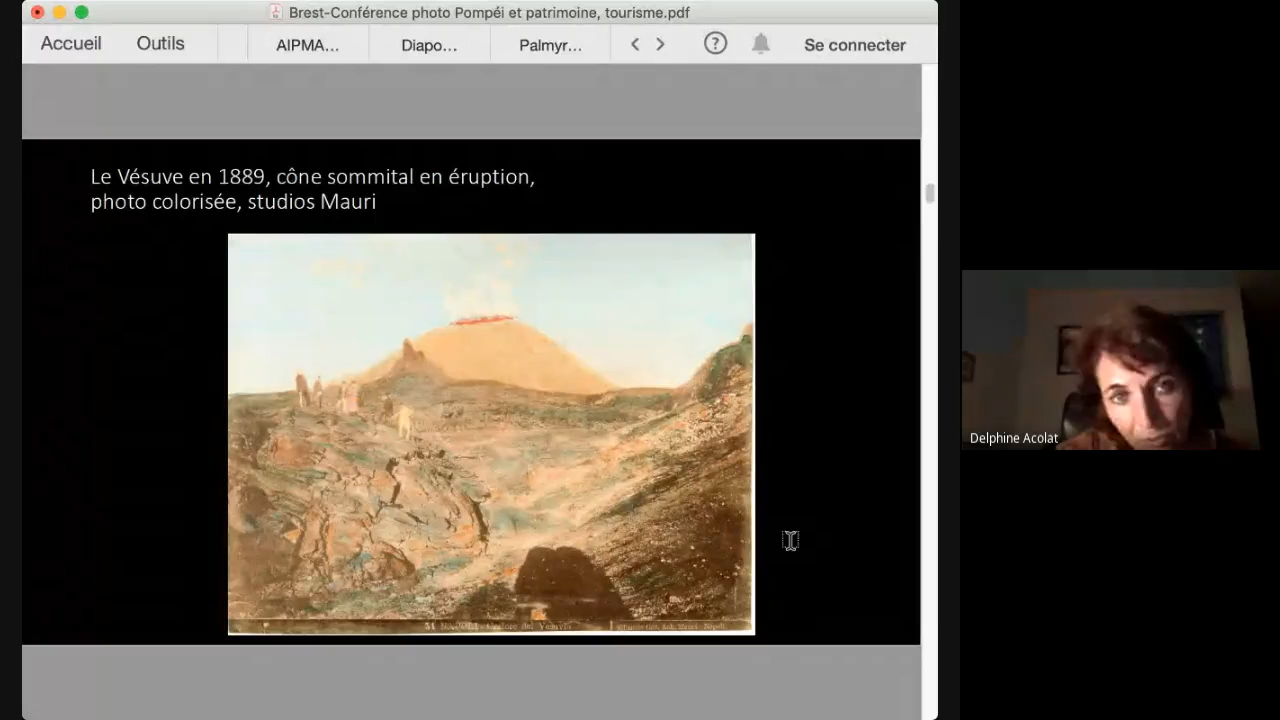 Brest-Conférence photo Pompéi et patrimoine, tourisme.pdf
Accueil Outils AIPMA... Diapo... Palmyr... Se connecter
Le Vésuve en 1889, cône sommital en éruption,
photo colorisée, studios Mauri
Delphine Acolat